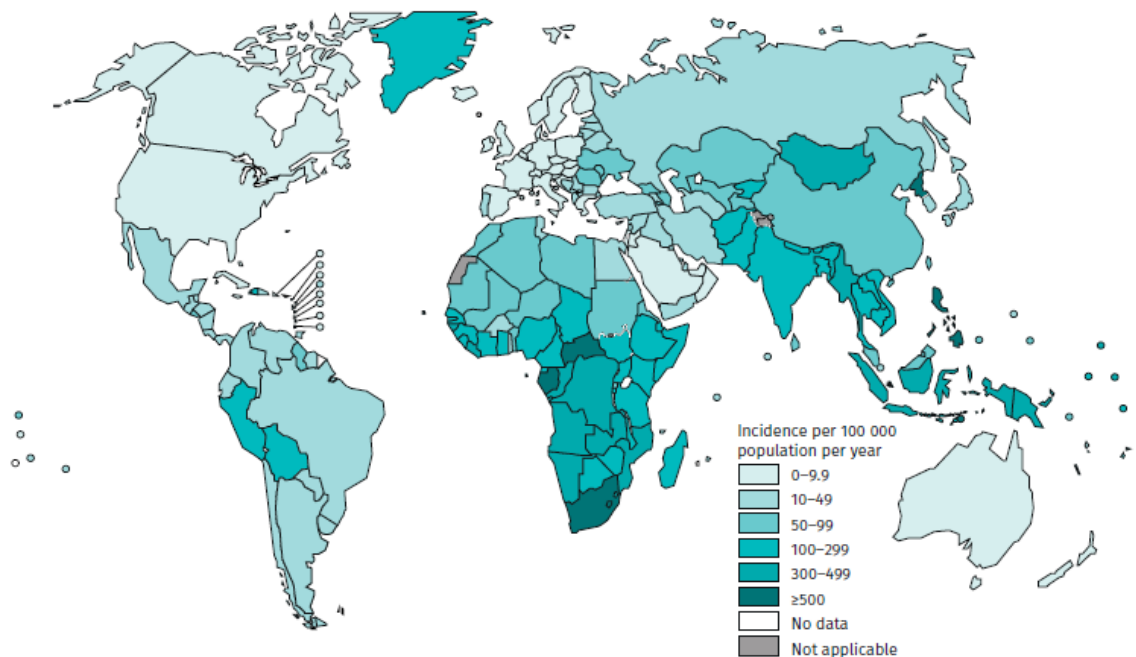 Incidence per 100 000
population per year
0–9.9
10–49
50–99
100–299
300–499
≥500
No data
Not applicable